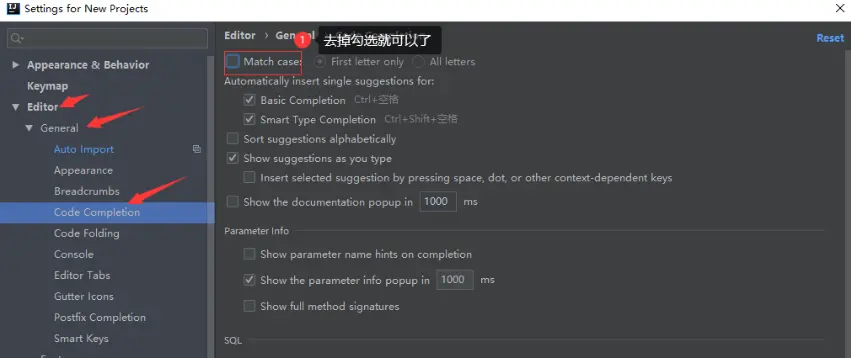 Settings for New Projects
Appearance & Behavior
Keymap
Editor
General
Auto Import
Appearance
Breadcrumbs
Code Completion
Code Folding
Console
Editor Tabs
Gutter Icons
Postfix Completion
Smart Keys
Editor › General ›
1 去掉勾选就可以了
Reset
Match case: First letter only All letters
Automatically insert single suggestions for:
Basic Completion Ctrl+空格
Smart Type Completion Ctrl+Shift+空格
Sort suggestions alphabetically
Show suggestions as you type
Insert selected suggestion by pressing space, dot, or other context-dependent keys
Show the documentation popup in 1000 ms
Parameter Info
Show parameter name hints on completion
Show the parameter info popup in 1000 ms
Show full method signatures
SQL